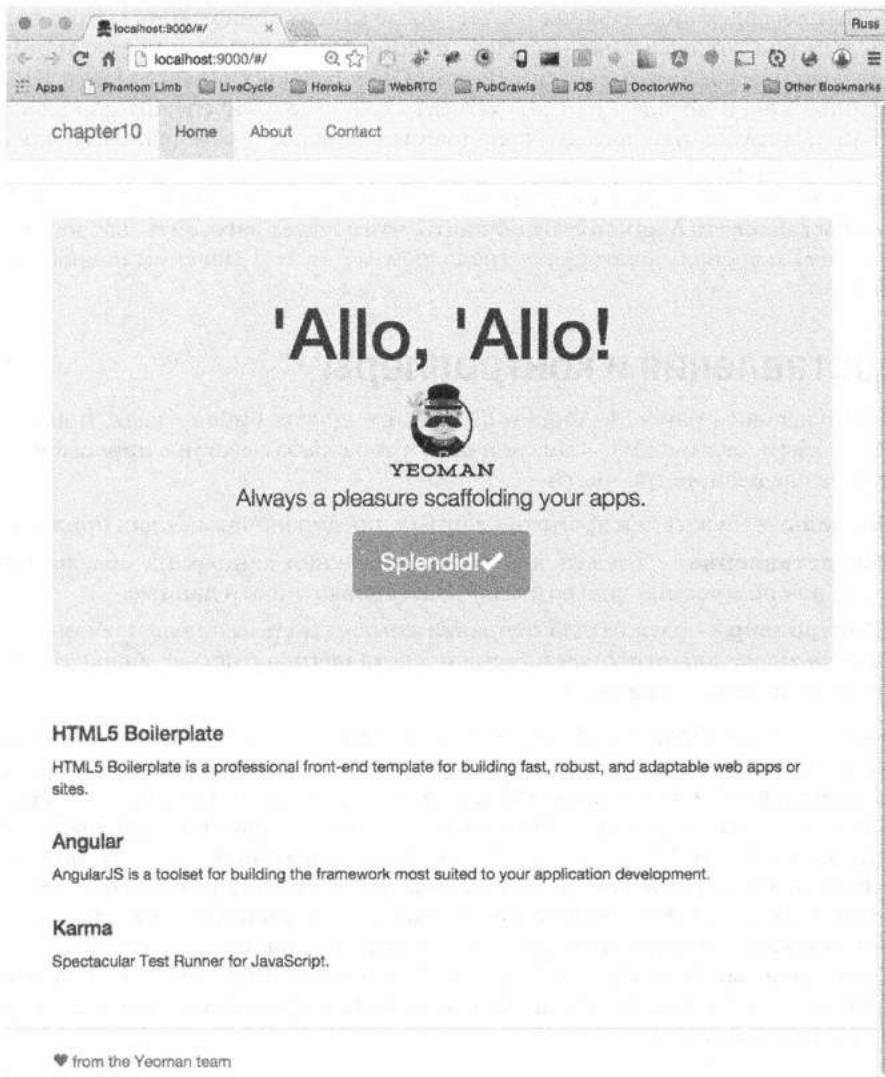 localhost:9000/#/
Russ
localhost:9000/#/
Apps Phantom Limb LiveCycle Heroku WebRTC PubCrawls iOS DoctorWho » Other Bookmarks
chapter10 Home About Contact
'Allo, 'Allo!
YEOMAN
Always a pleasure scaffolding your apps.
Splendid!✔
HTML5 Boilerplate
HTML5 Boilerplate is a professional front-end template for building fast, robust, and adaptable web apps or
sites.
Angular
AngularJS is a toolset for building the framework most suited to your application development.
Karma
Spectacular Test Runner for JavaScript.
♥ from the Yeoman team